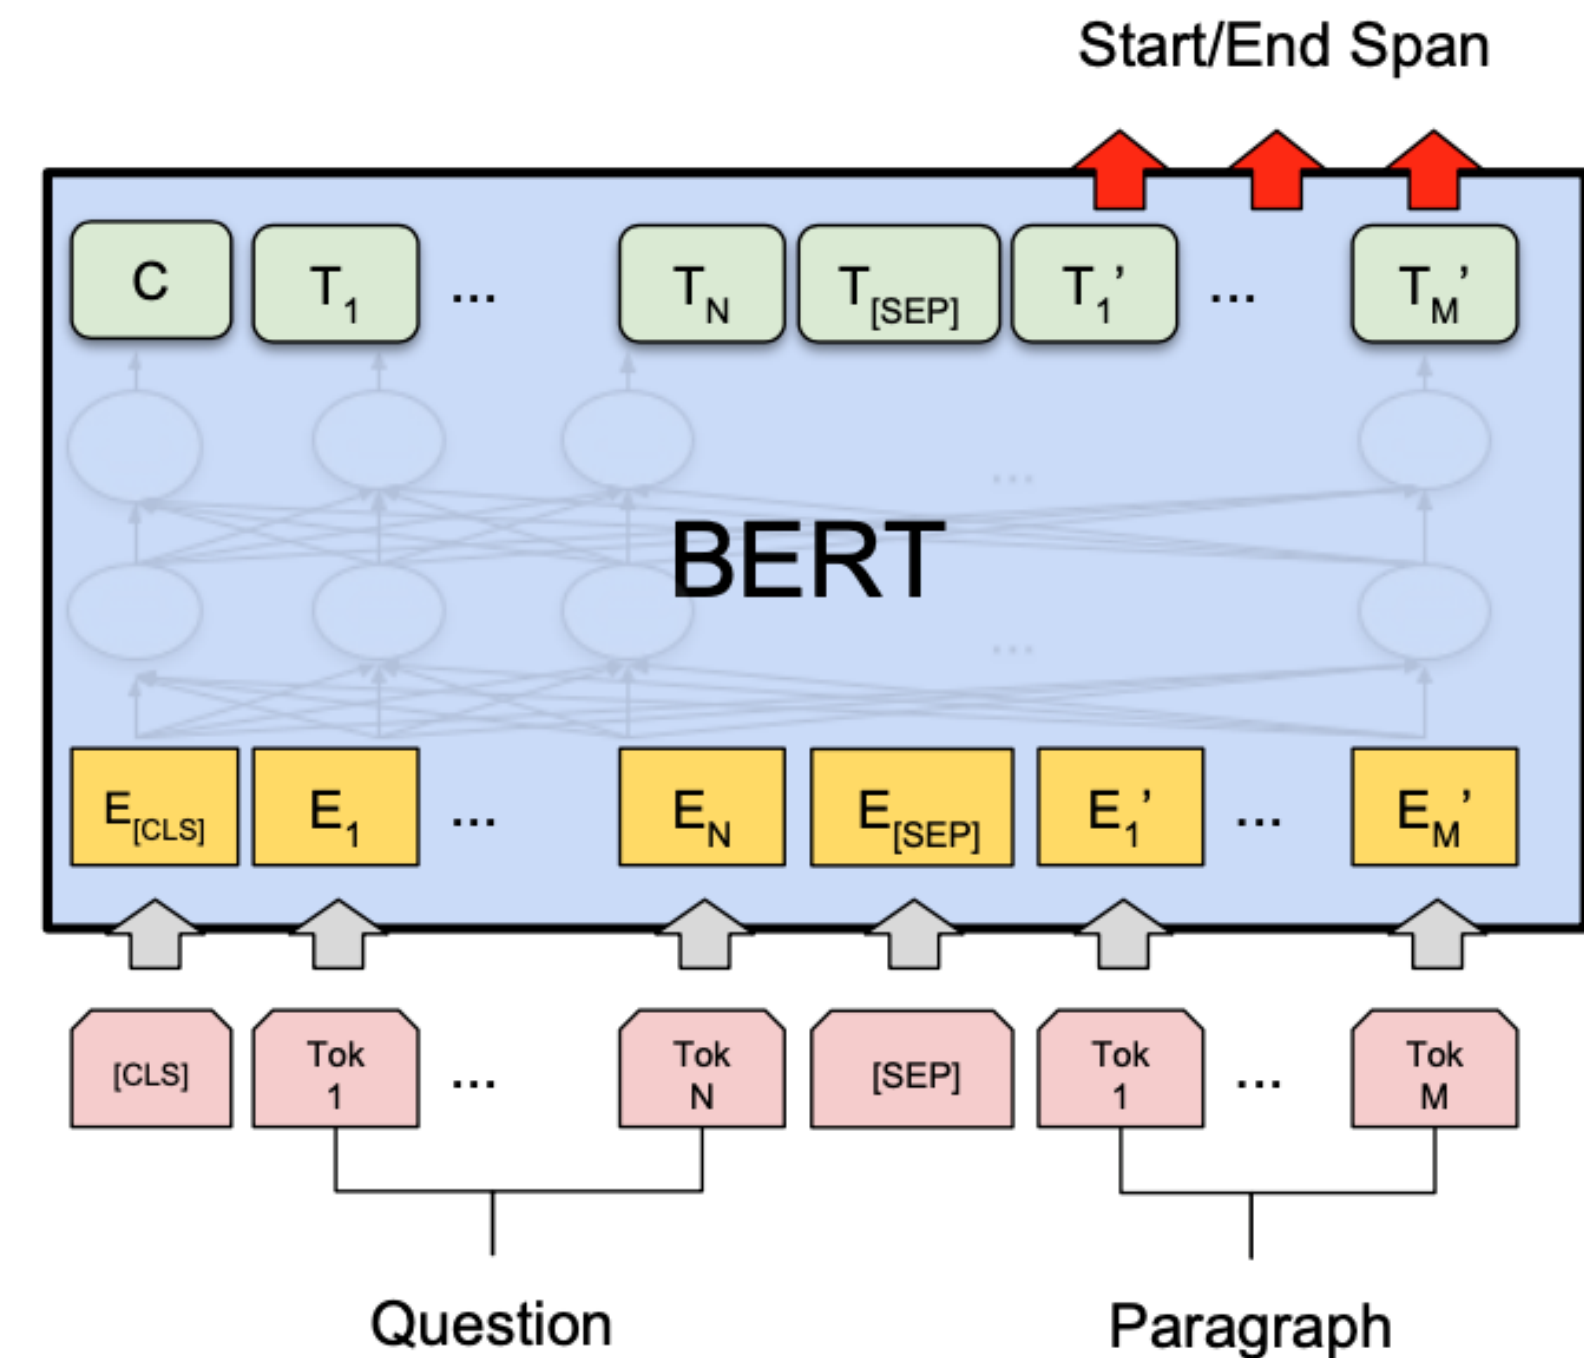 Start/End Span
C T1 ... TN T[SEP] T1’ ... TM’
...
BERT
...
E[CLS] E1 ... EN E[SEP] E1’ ... EM’
[CLS] Tok 1 ... Tok N [SEP] Tok 1 ... Tok M
Question Paragraph